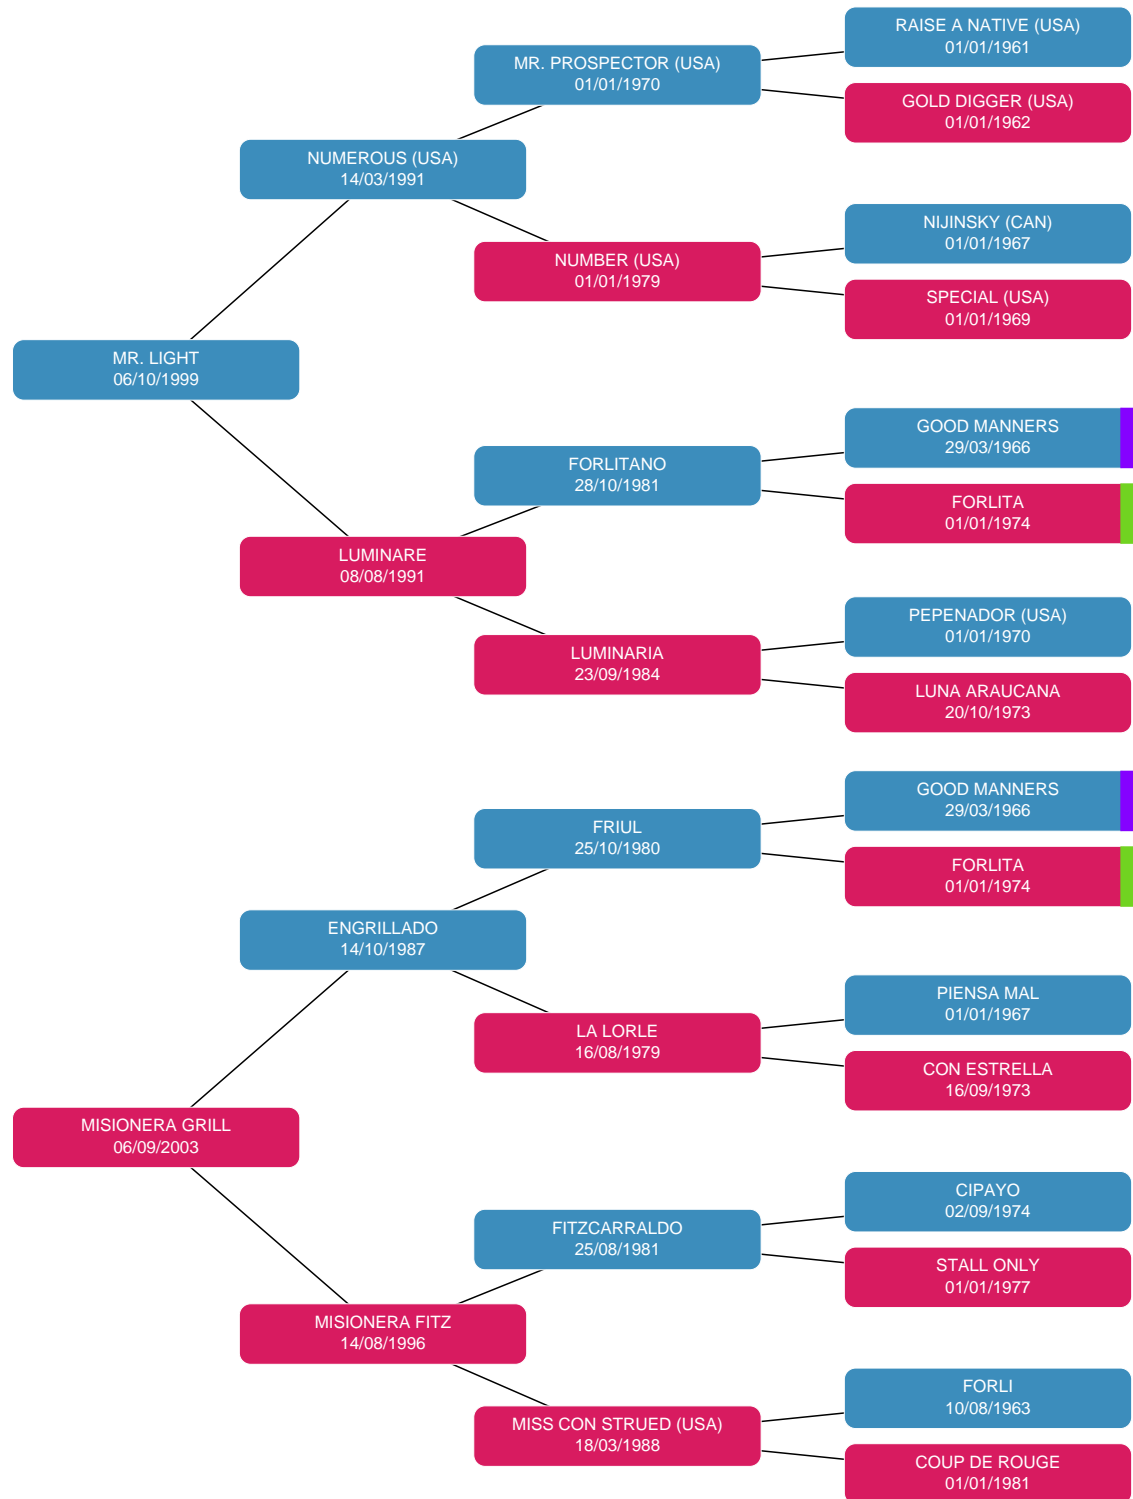 RAISE A NATIVE (USA)
01/01/1961
MR. PROSPECTOR (USA)
01/01/1970
GOLD DIGGER (USA)
01/01/1962
NUMEROUS (USA)
14/03/1991
NIJINSKY (CAN)
01/01/1967
NUMBER (USA)
01/01/1979
SPECIAL (USA)
01/01/1969
MR. LIGHT
06/10/1999
GOOD MANNERS
29/03/1966
FORLITANO
28/10/1981
FORLITA
01/01/1974
LUMINARE
08/08/1991
PEPENADOR (USA)
01/01/1970
LUMINARIA
23/09/1984
LUNA ARAUCANA
20/10/1973
GOOD MANNERS
29/03/1966
FRIUL
25/10/1980
FORLITA
01/01/1974
ENGRILLADO
14/10/1987
PIENSA MAL
01/01/1967
LA LORLE
16/08/1979
CON ESTRELLA
16/09/1973
MISIONERA GRILL
06/09/2003
CIPAYO
02/09/1974
FITZCARRALDO
25/08/1981
STALL ONLY
01/01/1977
MISIONERA FITZ
14/08/1996
FORLI
10/08/1963
MISS CON STRUED (USA)
18/03/1988
COUP DE ROUGE
01/01/1981